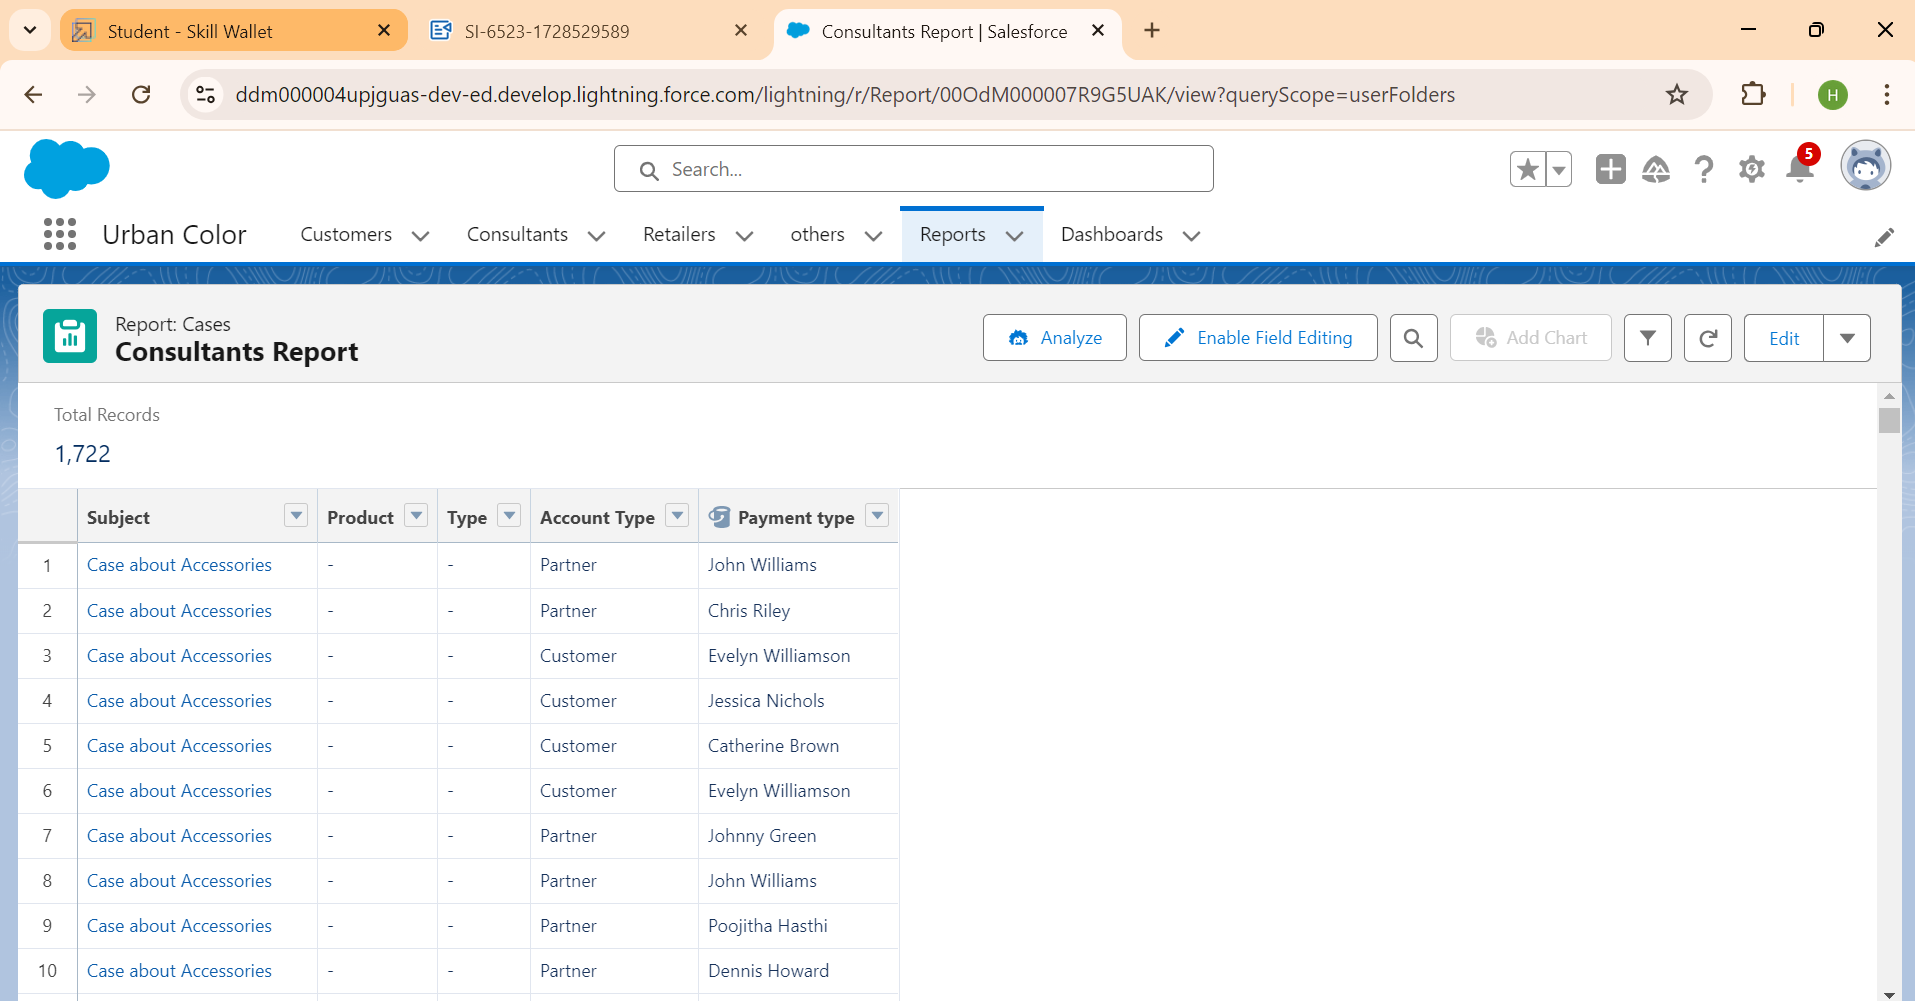 Student - Skill Wallet
SI-6523-1728529589
Consultants Report | Salesforce
ddm000004upjguas-dev-ed.develop.lightning.force.com/lightning/r/Report/00OdM000007R9G5UAK/view?queryScope=userFolders
H
Search...
5
Urban Color
Customers
Consultants
Retailers
others
Reports
Dashboards
Report: Cases
Consultants Report
Analyze
Enable Field Editing
Add Chart
Edit
Total Records
1,722
Subject Product Type Account Type Payment type
1 Case about Accessories - - Partner John Williams
2 Case about Accessories - - Partner Chris Riley
3 Case about Accessories - - Customer Evelyn Williamson
4 Case about Accessories - - Customer Jessica Nichols
5 Case about Accessories - - Customer Catherine Brown
6 Case about Accessories - - Customer Evelyn Williamson
7 Case about Accessories - - Partner Johnny Green
8 Case about Accessories - - Partner John Williams
9 Case about Accessories - - Partner Poojitha Hasthi
10 Case about Accessories - - Partner Dennis Howard